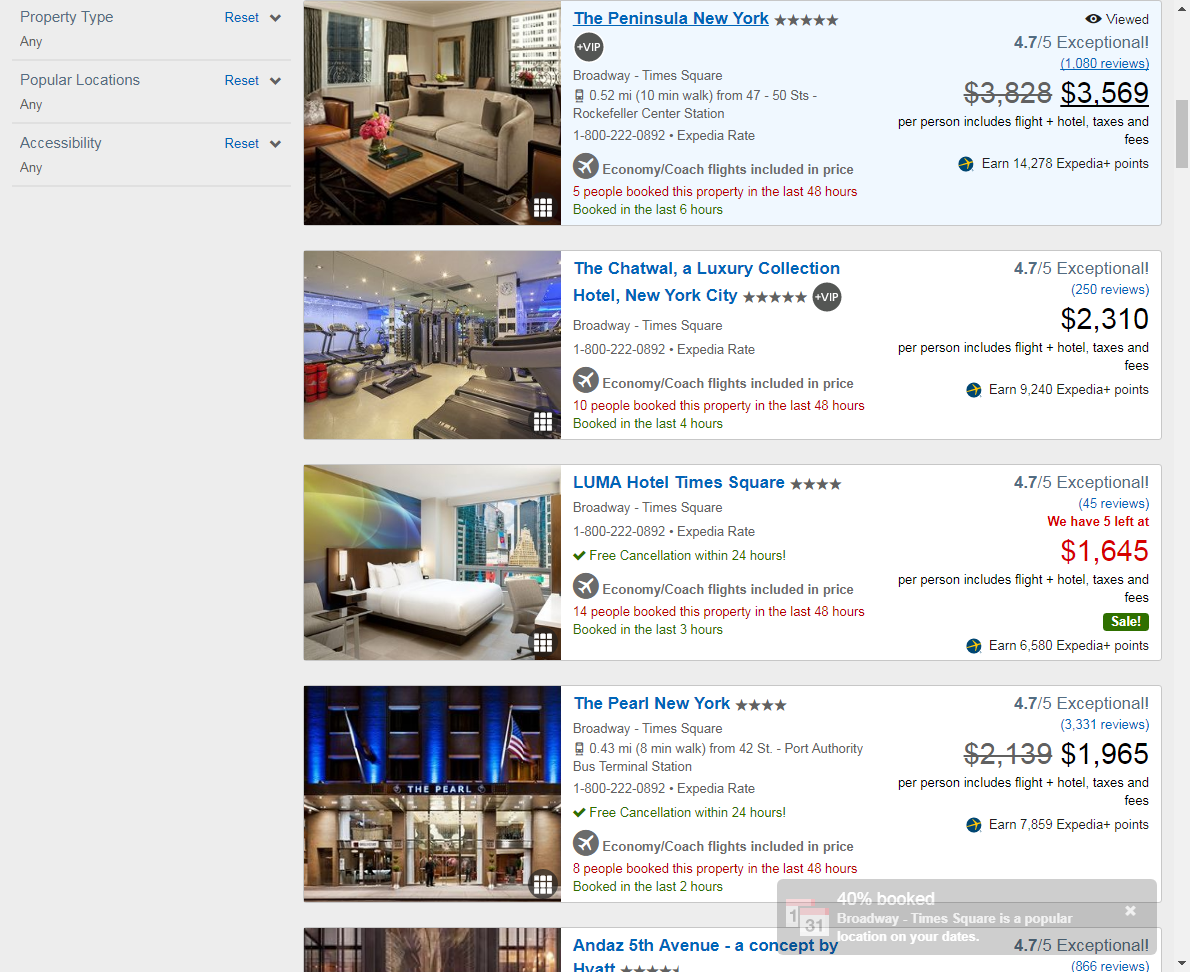 Property Type Reset
Any
Popular Locations Reset
Any
Accessibility Reset
Any
The Peninsula New York
+VIP
Broadway - Times Square
0.52 mi (10 min walk) from 47 - 50 Sts -
Rockefeller Center Station
1-800-222-0892 • Expedia Rate
Economy/Coach flights included in price
5 people booked this property in the last 48 hours
Booked in the last 6 hours
Viewed
4.7/5 Exceptional!
(1,080 reviews)
$3,828 $3,569
per person includes flight + hotel, taxes and
fees
Earn 14,278 Expedia+ points
The Chatwal, a Luxury Collection
Hotel, New York City +VIP
Broadway - Times Square
1-800-222-0892 • Expedia Rate
Economy/Coach flights included in price
10 people booked this property in the last 48 hours
Booked in the last 4 hours
4.7/5 Exceptional!
(250 reviews)
$2,310
per person includes flight + hotel, taxes and
fees
Earn 9,240 Expedia+ points
LUMA Hotel Times Square
Broadway - Times Square
1-800-222-0892 • Expedia Rate
Free Cancellation within 24 hours!
Economy/Coach flights included in price
14 people booked this property in the last 48 hours
Booked in the last 3 hours
4.7/5 Exceptional!
(45 reviews)
We have 5 left at
$1,645
per person includes flight + hotel, taxes and
fees
Sale!
Earn 6,580 Expedia+ points
THE PEARL
The Pearl New York
Broadway - Times Square
0.43 mi (8 min walk) from 42 St. - Port Authority
Bus Terminal Station
1-800-222-0892 • Expedia Rate
Free Cancellation within 24 hours!
Economy/Coach flights included in price
8 people booked this property in the last 48 hours
Booked in the last 2 hours
4.7/5 Exceptional!
(3,331 reviews)
$2,139 $1,965
per person includes flight + hotel, taxes and
fees
Earn 7,859 Expedia+ points
1 31
40% booked
Broadway - Times Square is a popular
location on your dates.
Andaz 5th Avenue - a concept by
Hyatt
4.7/5 Exceptional!
(866 reviews)